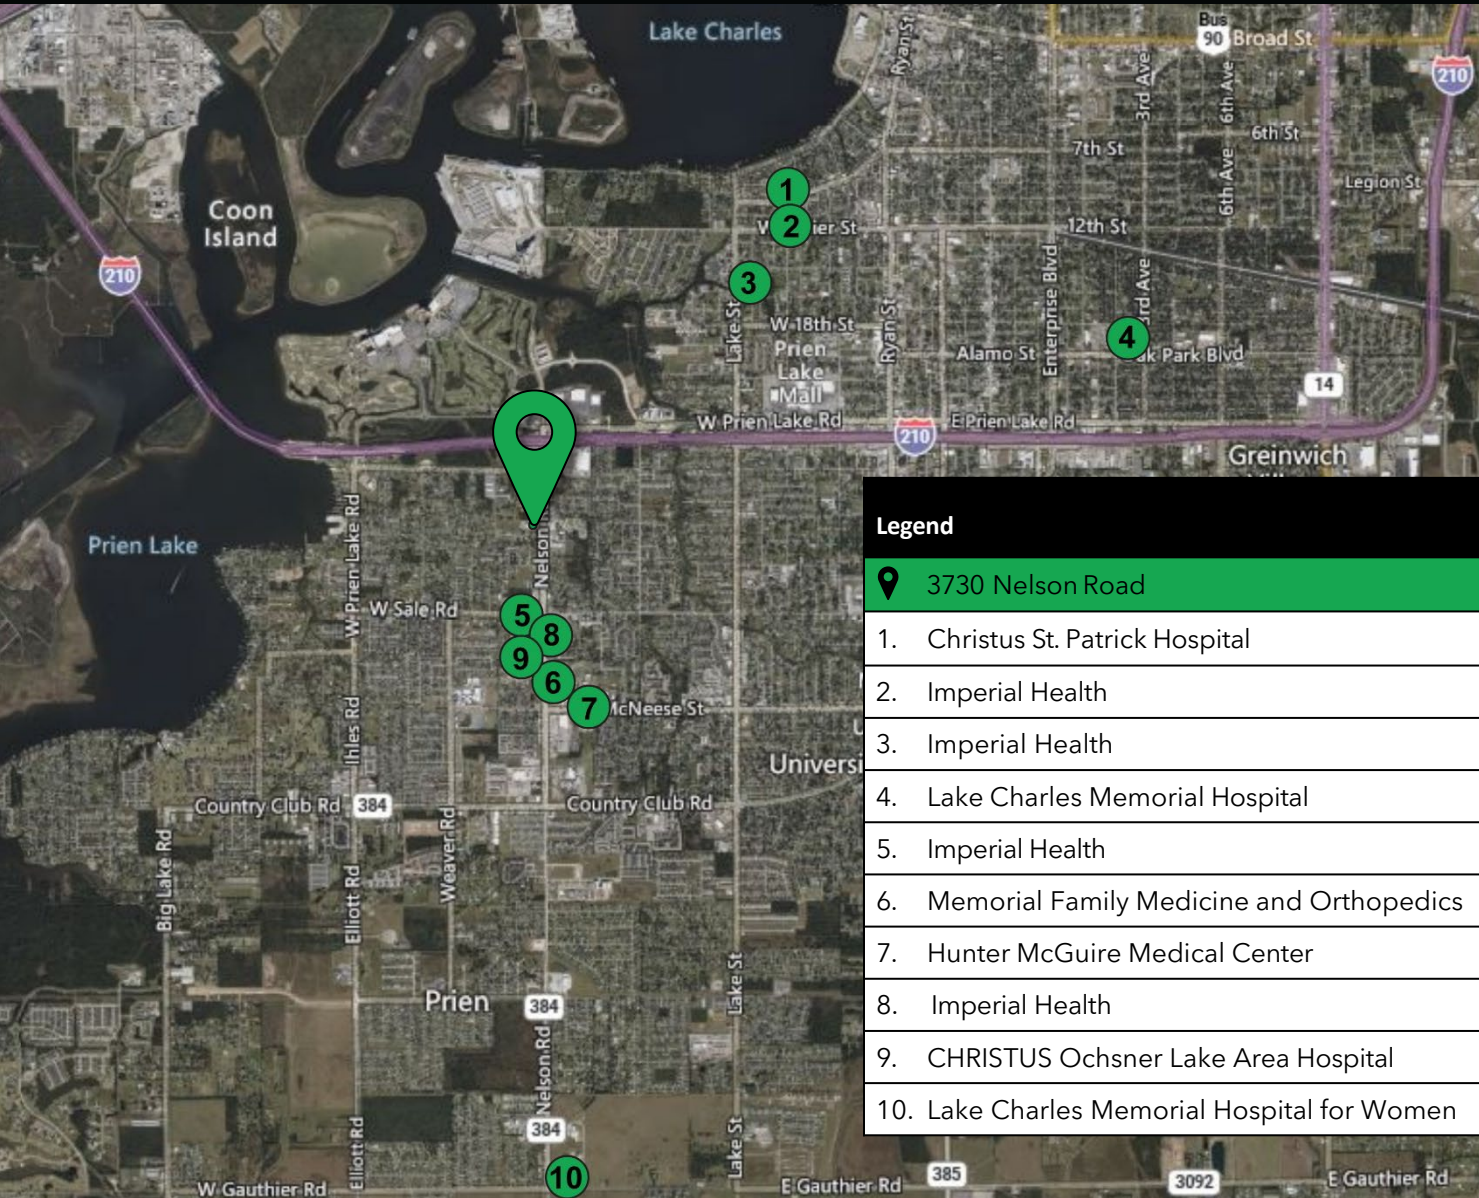 Lake Charles
Bus
90
Broad St
Ryan St
3rd Ave
6th Ave
210
6th St
7th St
Legion St
6th Ave
Coon
Island
1
2
ier St
12th St
210
3
Lake St
W 18th St
Prien
Lake
Mall
Ryan St
Enterprise Blvd
3rd Ave
4
Alamo St
ak Park Blvd
14
W Prien Lake Rd
210
E Prien Lake Rd
Greinwich
Prien Lake
W Prien Lake Rd
Nelson
W Sale Rd
5
8
9
6
7
McNeese St
Ihles Rd
Universi
Country Club Rd
384
Country Club Rd
Big Lake Rd
Elliott Rd
Weaver Rd
Lake St
Prien
384
Nelson Rd
384
Elliott Rd
Lake St
10
W Gauthier Rd
E Gauthier Rd
385
3092
E Gauthier Rd
Legend
3730 Nelson Road
1. Christus St. Patrick Hospital
2. Imperial Health
3. Imperial Health
4. Lake Charles Memorial Hospital
5. Imperial Health
6. Memorial Family Medicine and Orthopedics
7. Hunter McGuire Medical Center
8. Imperial Health
9. CHRISTUS Ochsner Lake Area Hospital
10. Lake Charles Memorial Hospital for Women